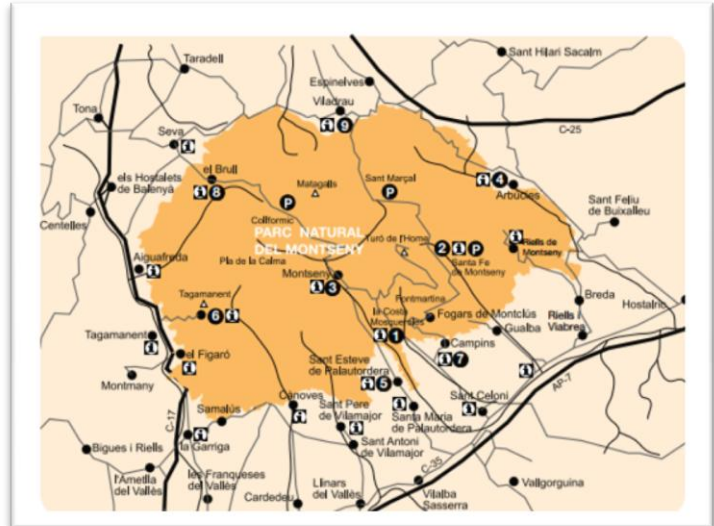 Taradell
Sant Hilari Sacalm
Espinelves
Tona
Viladrau
9
C-25
Seva
els Hostalets
de Balenyà
el Brull
8
Matagalls
P
Sant Marçal
P
4
Arbúcies
Sant Feliu
de Buixalleu
Centelles
Collformic
PARC NATURAL
DEL MONTSENY
Turó de l'Home
2
P
Santa Fe
de Montseny
Riells de
Montseny
Aiguafreda
Pla de la Calma
Montseny
3
Tagamanent
6
Fontmartina
la Costa
Mosqueroles
1
Fogars de Montclús
Gualba
Breda
Hostalric
Riells i
Viabrea
Tagamanent
el Figaró
Campins
7
Montmany
Sant Esteve
de Palautordera
5
AP-7
C-17
Samalús
Cànoves
Sant Pere
de Vilamajor
Santa Maria
de Palautordera
Sant Celoni
Bigues i Riells
la Garriga
Sant Antoni
de Vilamajor
C-35
l'Ametlla
del Vallès
les Franqueses
del Vallès
Cardedeu
Llinars
del Vallès
Vilalba
Sasserra
Vallgorguina